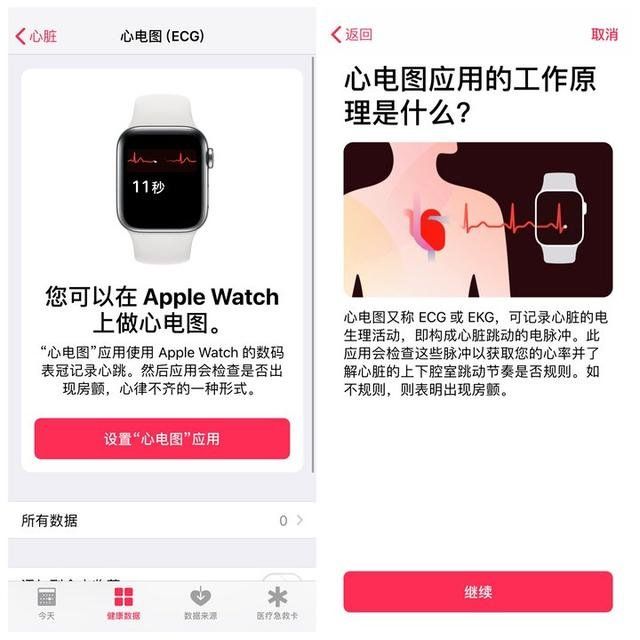 心脏
心电图 (ECG)
11秒
您可以在 Apple Watch
上做心电图。
“心电图”应用使用 Apple Watch 的数码
表冠记录心跳。然后应用会检查是否出
现房颤，心律不齐的一种形式。
设置“心电图”应用
所有数据
0
今天
健康数据
数据来源
医疗急救卡
返回
取消
心电图应用的工作原
理是什么？
心电图又称 ECG 或 EKG，可记录心脏的电
生理活动，即构成心脏跳动的电脉冲。此
应用会检查这些脉冲以获取您的心率并了
解心脏的上下腔室跳动节奏是否规则。如
不规则，则表明出现房颤。
继续